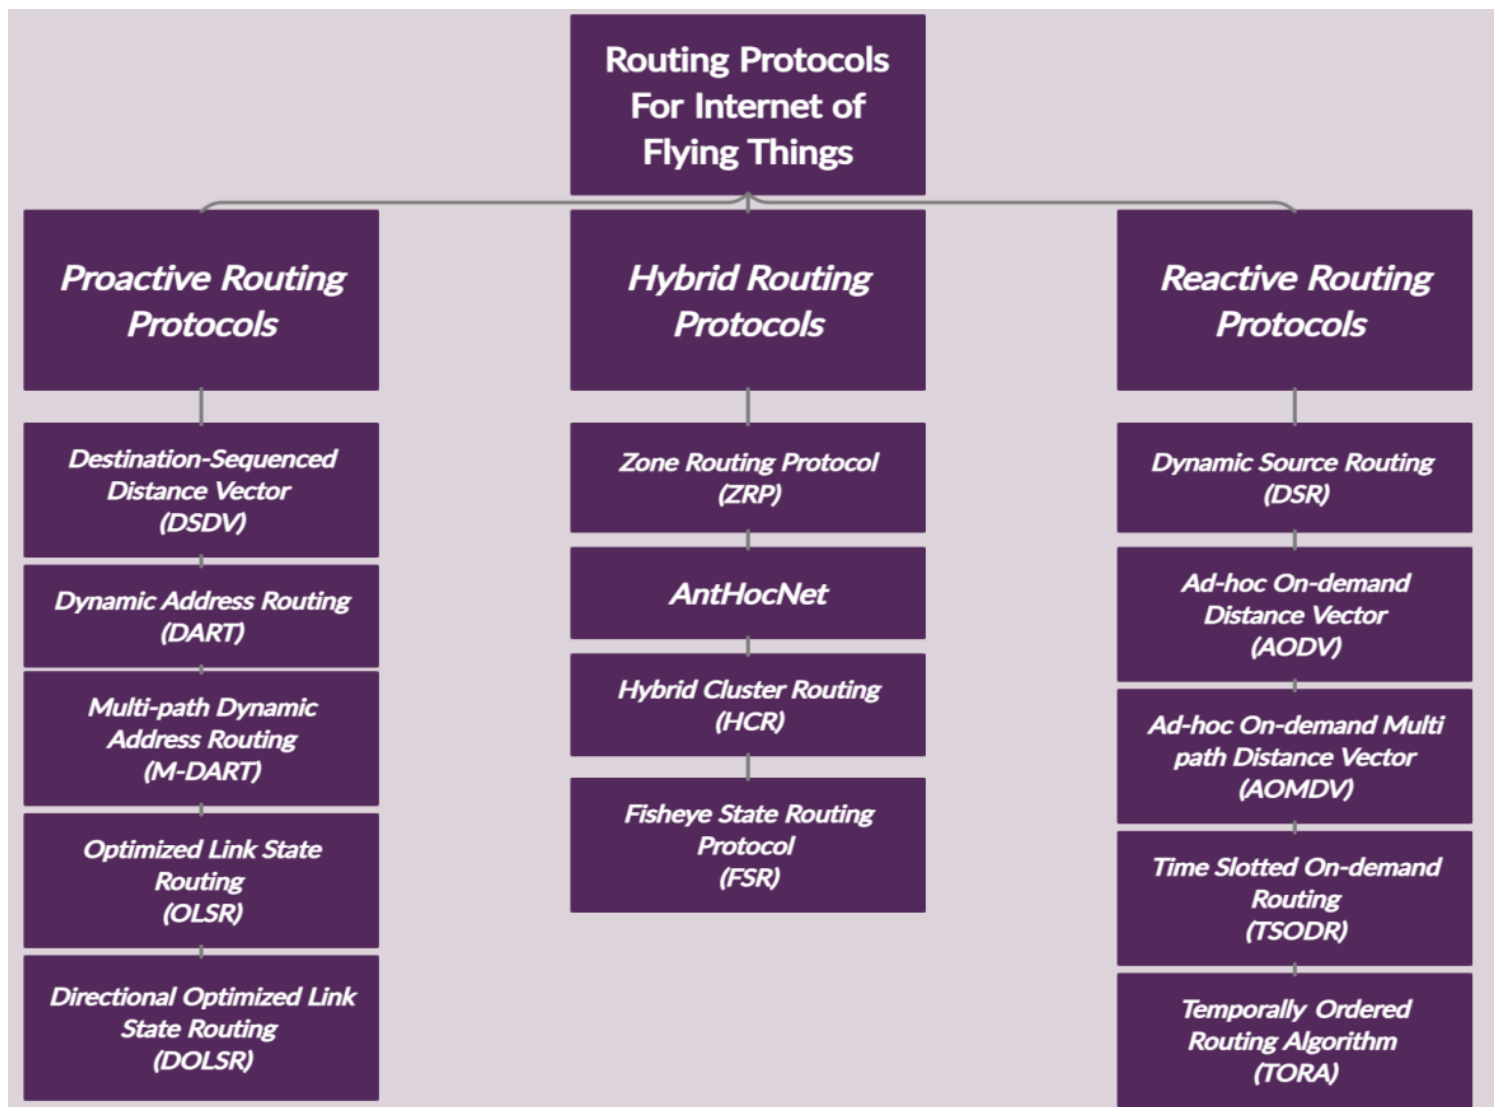 Routing Protocols
For Internet of
Flying Things
Proactive Routing
Protocols
Destination-Sequenced
Distance Vector
(DSDV)
Dynamic Address Routing
(DART)
Multi-path Dynamic
Address Routing
(M-DART)
Optimized Link State
Routing
(OLSR)
Directional Optimized Link
State Routing
(DOLSR)
Hybrid Routing
Protocols
Zone Routing Protocol
(ZRP)
AntHocNet
Hybrid Cluster Routing
(HCR)
Fisheye State Routing
Protocol
(FSR)
Reactive Routing
Protocols
Dynamic Source Routing
(DSR)
Ad-hoc On-demand
Distance Vector
(AODV)
Ad-hoc On-demand Multi
path Distance Vector
(AOMDV)
Time Slotted On-demand
Routing
(TSODR)
Temporally Ordered
Routing Algorithm
(TORA)